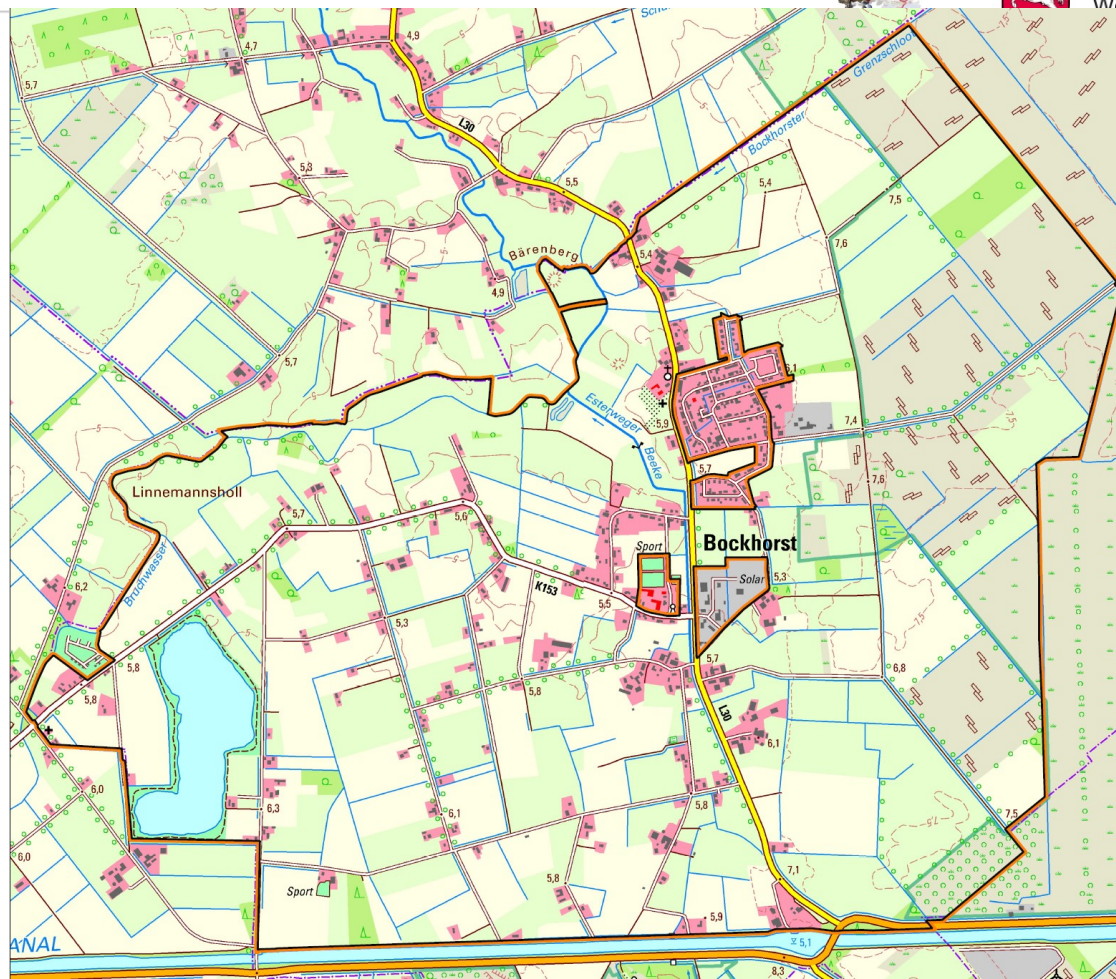 W
Schl
5,7
4,7
4,9
L30
Grenzschloot
Bockhorster
5,3
5,5
5,4
7,5
Bärenberg
5,4
7,6
4,9
5,7
6,1
Esterweger
Beeke
5,9
7,4
Linnemannsholl
5,7
5,6
5,7
7,6
Bruchwasser
Sport
Bockhorst
Solar
5,3
6,2
K153
5,5
5,3
5,8
5,7
6,8
5,8
5,8
L30
6,1
6,0
6,3
6,1
5,8
7,5
6,0
7,1
Sport
5,8
5,9
ANAL
5,1
8,3